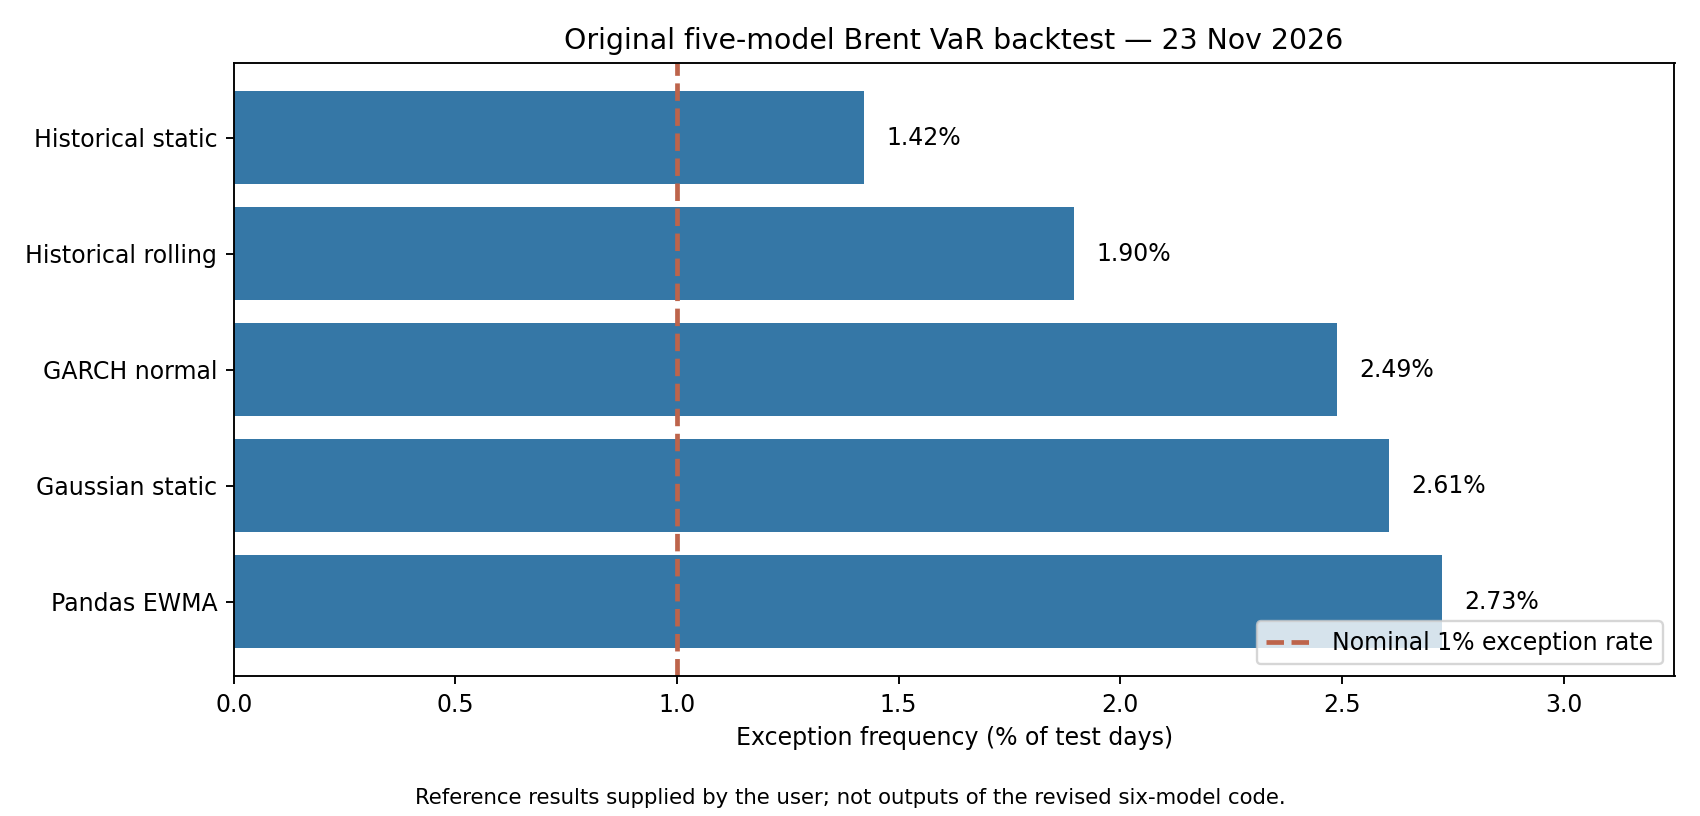 Original five-model Brent VaR backtest — 23 Nov 2026
Historical static
1.42%
Historical rolling
1.90%
GARCH normal
2.49%
Gaussian static
2.61%
Pandas EWMA
2.73%
Nominal 1% exception rate
0.0 0.5 1.0 1.5 2.0 2.5 3.0
Exception frequency (% of test days)
Reference results supplied by the user; not outputs of the revised six-model code.